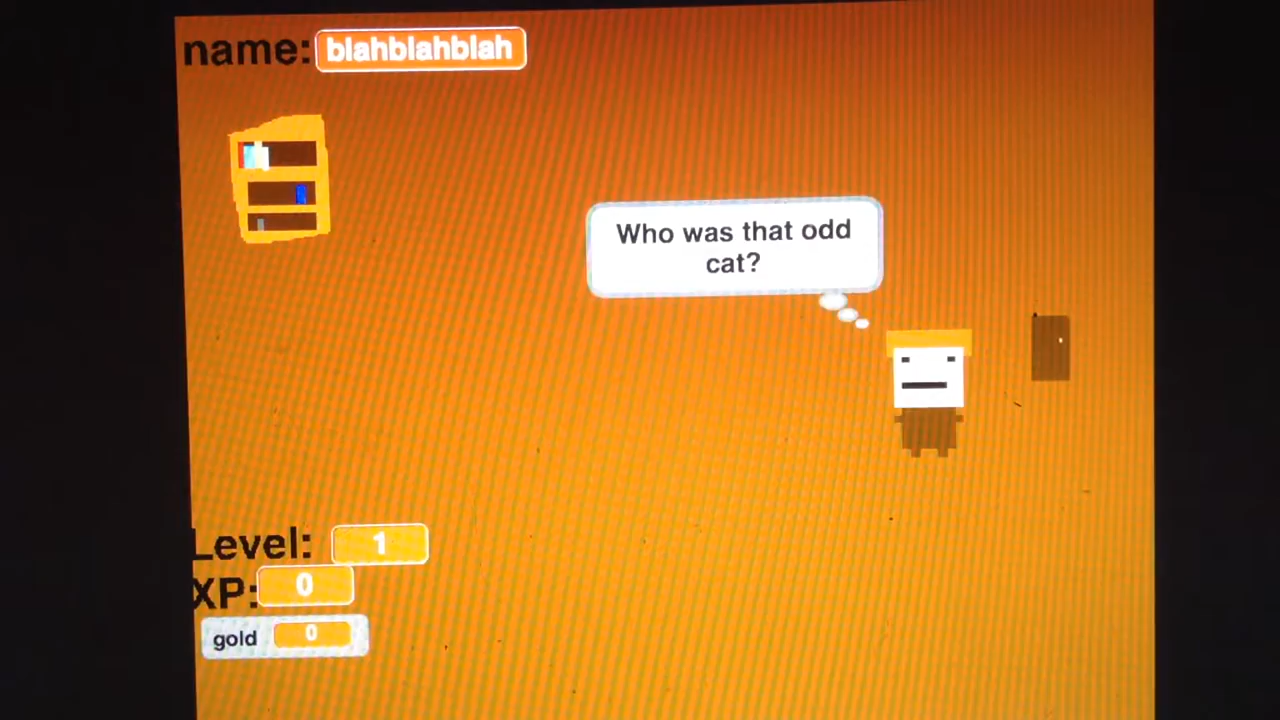 name: blahblahblah
Who was that odd
cat?
Level: 1
XP: 0
gold 0